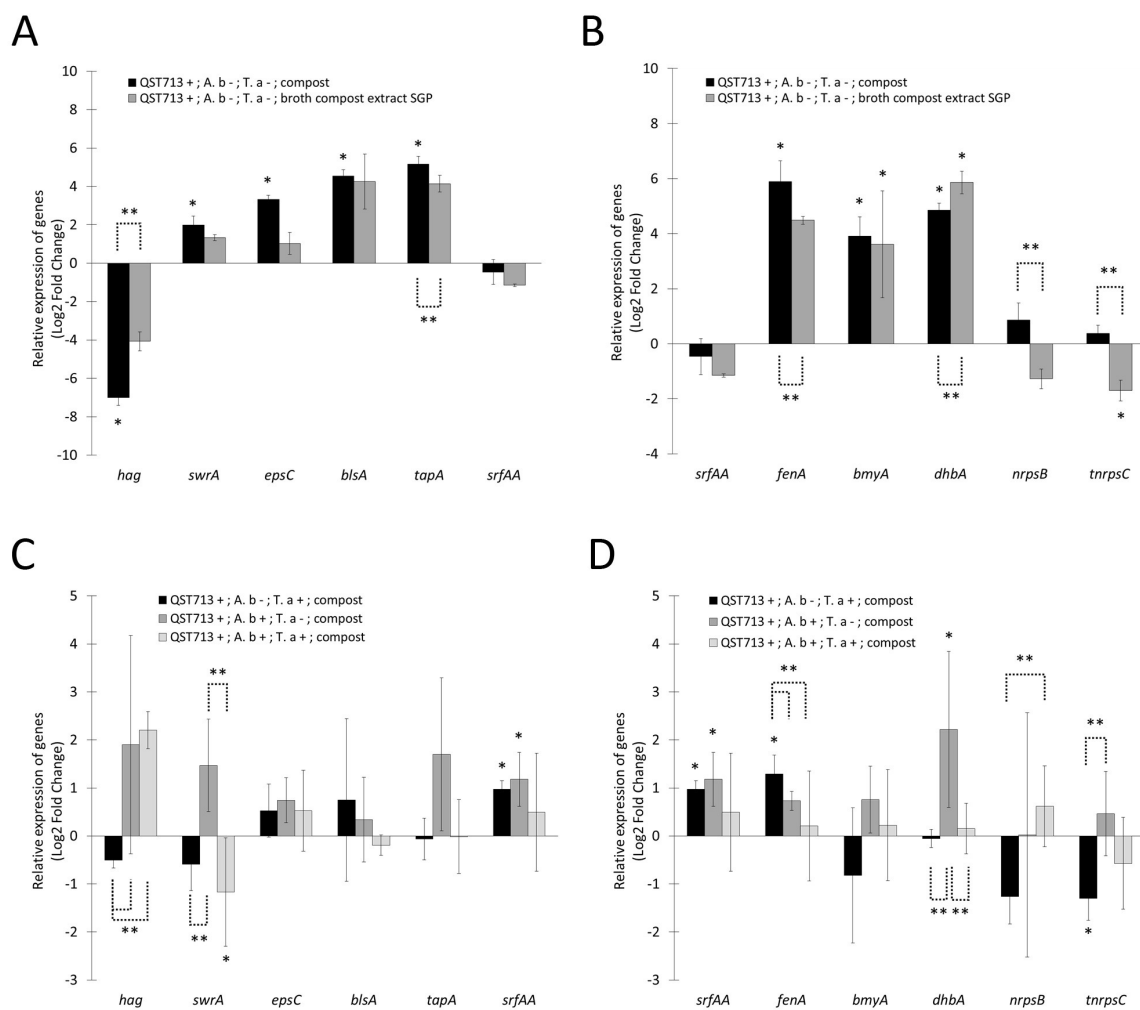 A
Relative expression of genes
(Log2 Fold Change)
10
8
6
4
2
0
-2
-4
-6
-8
-10
QST713 + ; A. b - ; T. a - ; compost
QST713 + ; A. b - ; T. a - ; broth compost extract SGP
**
*
*
*
*
*
**
hag swrA epsC blsA tapA srfAA
B
Relative expression of genes
(Log2 Fold Change)
10
8
6
4
2
0
-2
-4
QST713 + ; A. b - ; T. a - ; compost
QST713 + ; A. b - ; T. a - ; broth compost extract SGP
*
*
*
*
*
**
**
**
**
*
srfAA fenA bmyA dhbA nrpsB tnrpsC
C
Relative expression of genes
(Log2 Fold Change)
5
4
3
2
1
0
-1
-2
-3
QST713 + ; A. b - ; T. a + ; compost
QST713 + ; A. b + ; T. a - ; compost
QST713 + ; A. b + ; T. a + ; compost
**
*
*
**
**
*
hag swrA epsC blsA tapA srfAA
D
Relative expression of genes
(Log2 Fold Change)
5
4
3
2
1
0
-1
-2
-3
QST713 + ; A. b - ; T. a + ; compost
QST713 + ; A. b + ; T. a - ; compost
QST713 + ; A. b + ; T. a + ; compost
**
**
*
*
*
*
**
** **
*
srfAA fenA bmyA dhbA nrpsB tnrpsC